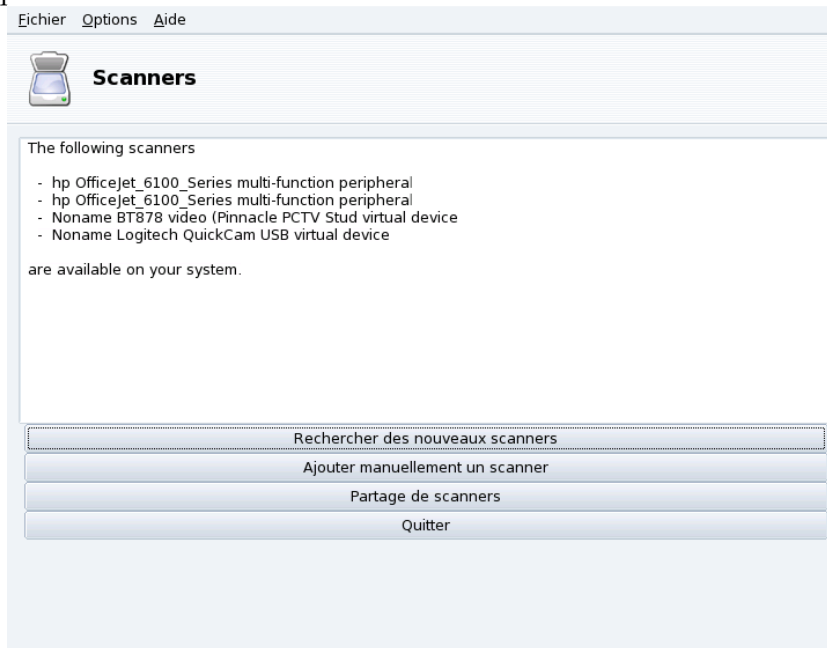 Fichier Options Aide
Scanners
The following scanners
- hp OfficeJet_6100_Series multi-function peripheral
- hp OfficeJet_6100_Series multi-function peripheral
- Noname BT878 video (Pinnacle PCTV Stud virtual device
- Noname Logitech QuickCam USB virtual device
are available on your system.
Rechercher des nouveaux scanners
Ajouter manuellement un scanner
Partage de scanners
Quitter